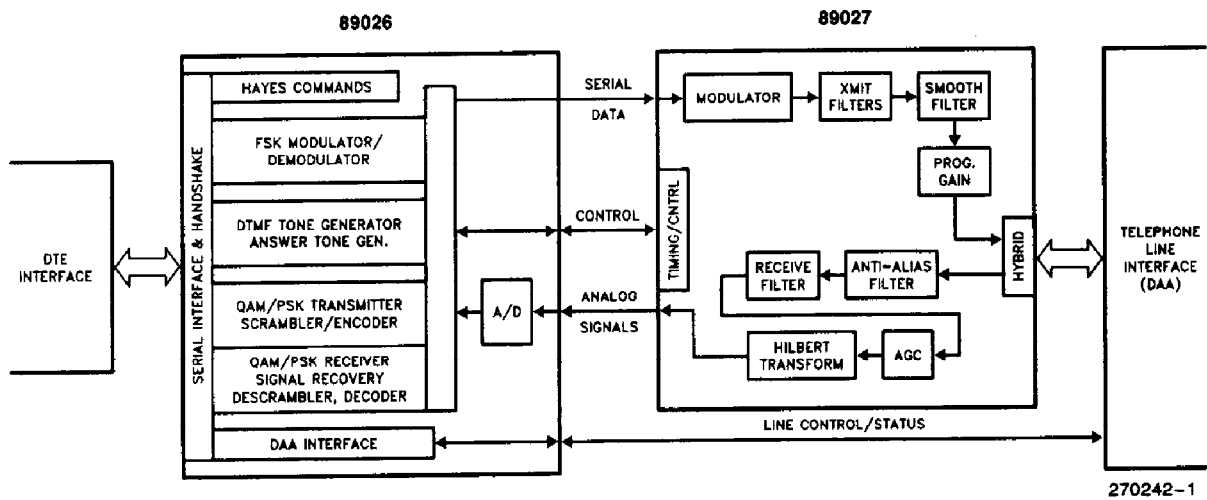 89026
89027
HAYES COMMANDS
FSK MODULATOR/
DEMODULATOR
DTMF TONE GENERATOR
ANSWER TONE GEN.
QAM/PSK TRANSMITTER
SCRAMBLER/ENCODER
QAM/PSK RECEIVER
SIGNAL RECOVERY
DESCRAMBLER, DECODER
DAA INTERFACE
SERIAL INTERFACE & HANDSHAKE
DTE
INTERFACE
A/D
SERIAL
DATA
CONTROL
ANALOG
SIGNALS
TIMING/CNTRL
MODULATOR
XMIT
FILTERS
SMOOTH
FILTER
PROG.
GAIN
HYBRID
RECEIVE
FILTER
ANTI-ALIAS
FILTER
HILBERT
TRANSFORM
AGC
LINE CONTROL/STATUS
TELEPHONE
LINE
INTERFACE
(DAA)
270242-1